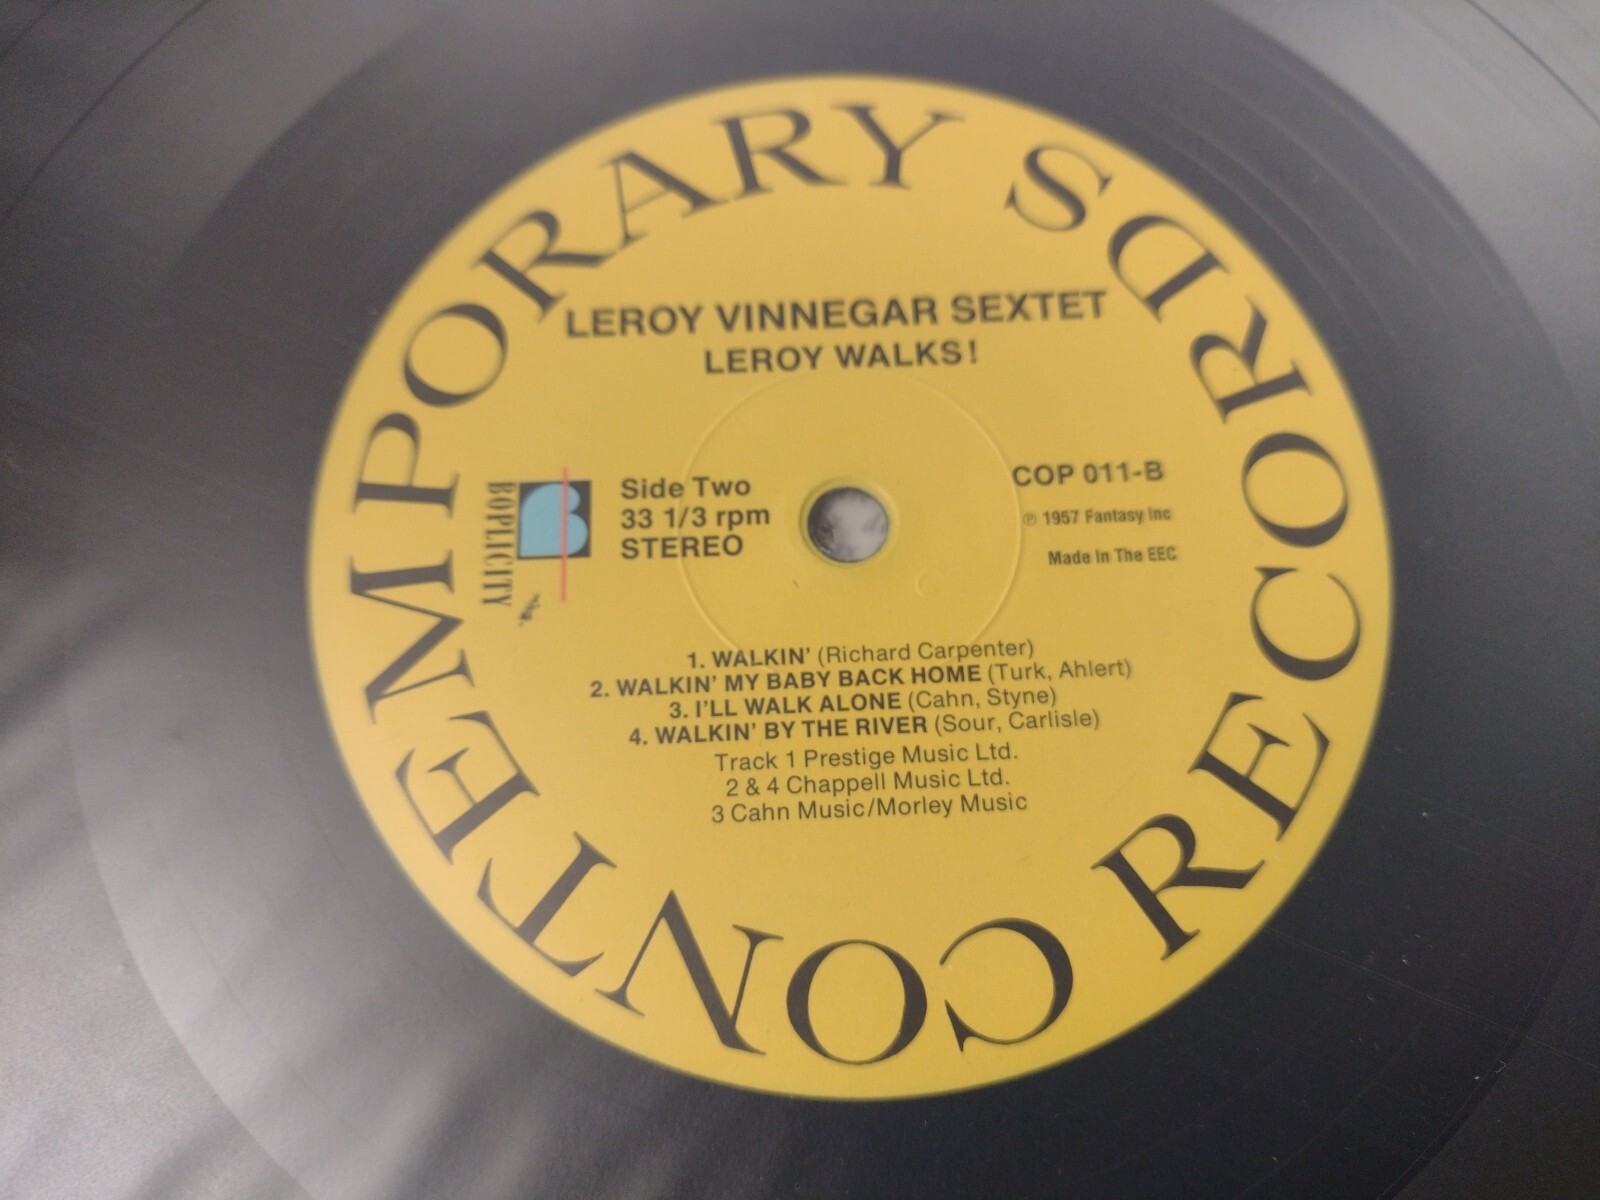 CONTEMPORARY RECORDS
LEROY VINNEGAR SEXTET
LEROY WALKS!
BOPLICITY
Side Two
33 1/3 rpm
STEREO
COP 011-B
℗ 1957 Fantasy Inc
Made In The EEC
1. WALKIN' (Richard Carpenter)
2. WALKIN' MY BABY BACK HOME (Turk, Ahlert)
3. I'LL WALK ALONE (Cahn, Styne)
4. WALKIN' BY THE RIVER (Sour, Carlisle)
Track 1 Prestige Music Ltd.
2 & 4 Chappell Music Ltd.
3 Cahn Music/Morley Music